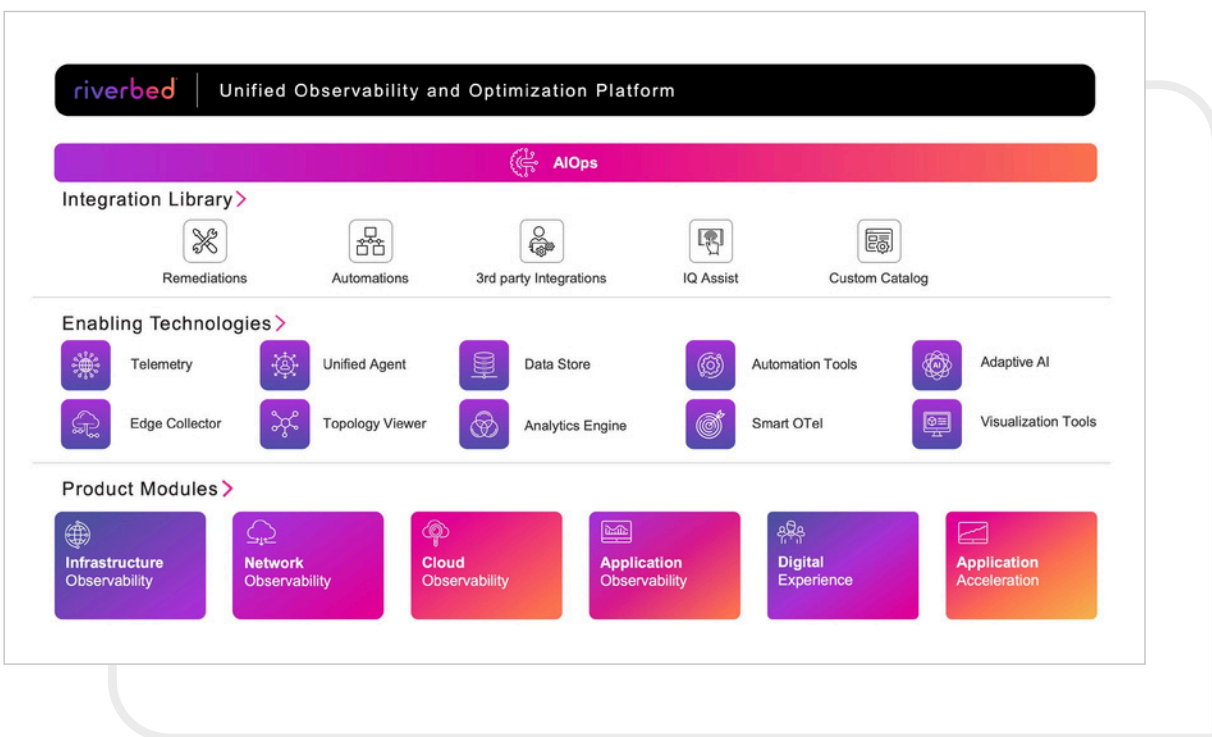 riverbed
Unified Observability and Optimization Platform
AIOps
Integration Library
Remediations
Automations
3rd party Integrations
IQ Assist
Custom Catalog
Enabling Technologies
Telemetry
Unified Agent
Data Store
Automation Tools
AI
Adaptive AI
Edge Collector
Topology Viewer
Analytics Engine
Smart OTel
Visualization Tools
Product Modules
Infrastructure
Observability
Network
Observability
Cloud
Observability
Application
Observability
Digital
Experience
Application
Acceleration